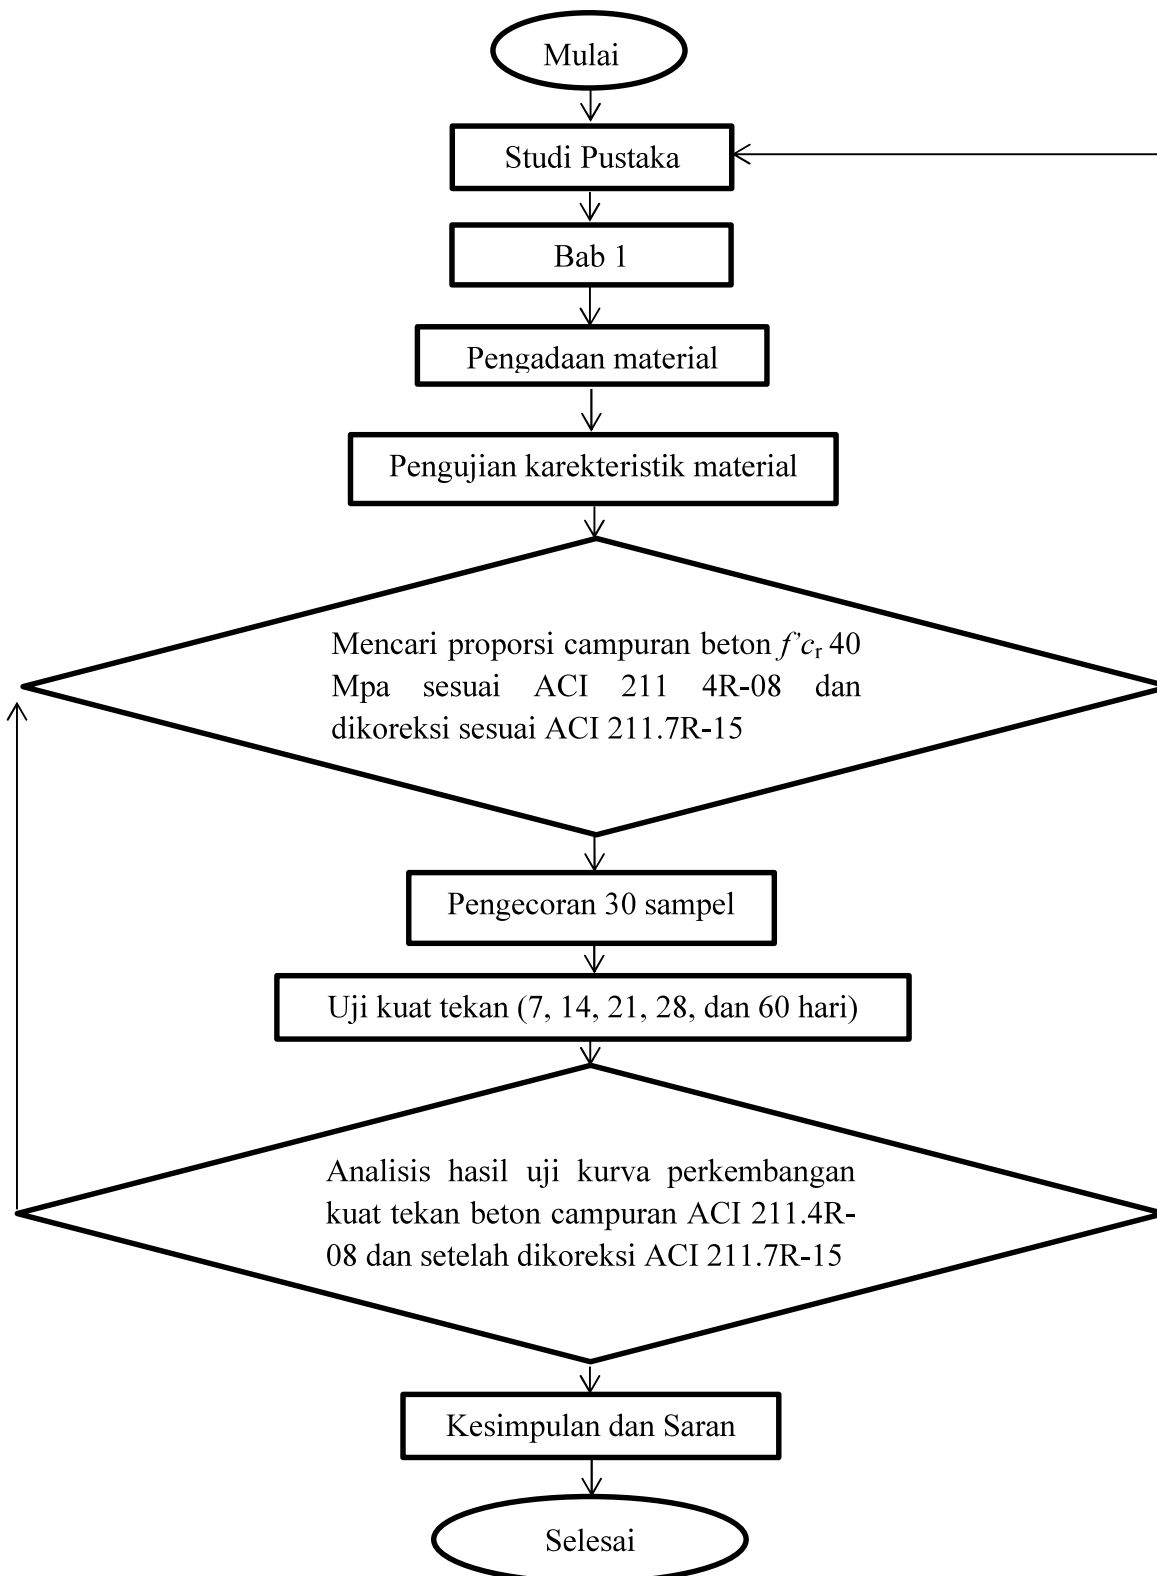 Mulai
Studi Pustaka
Bab 1
Pengadaan material
Pengujian karekteristik material
Mencari proporsi campuran beton f’cr 40
Mpa sesuai ACI 211 4R-08 dan
dikoreksi sesuai ACI 211.7R-15
Pengecoran 30 sampel
Uji kuat tekan (7, 14, 21, 28, dan 60 hari)
Analisis hasil uji kurva perkembangan
kuat tekan beton campuran ACI 211.4R-
08 dan setelah dikoreksi ACI 211.7R-15
Kesimpulan dan Saran
Selesai